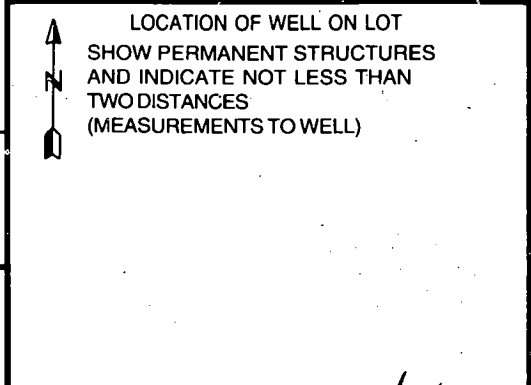 LOCATION OF WELL ON LOT
SHOW PERMANENT STRUCTURES
N AND INDICATE NOT LESS THAN
TWO DISTANCES
(MEASUREMENTS TO WELL)